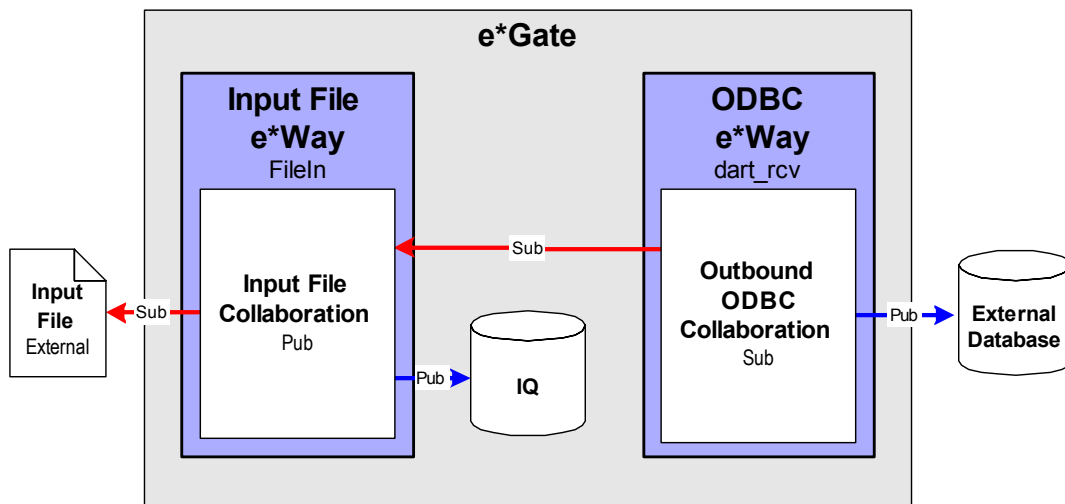 e*Gate
Input File
e*Way
FileIn
ODBC
e*Way
dart_rcv
Sub
Input File
Collaboration
Pub
Outbound
ODBC
Collaboration
Sub
Input
File
External
Sub
Pub
IQ
Pub
External
Database